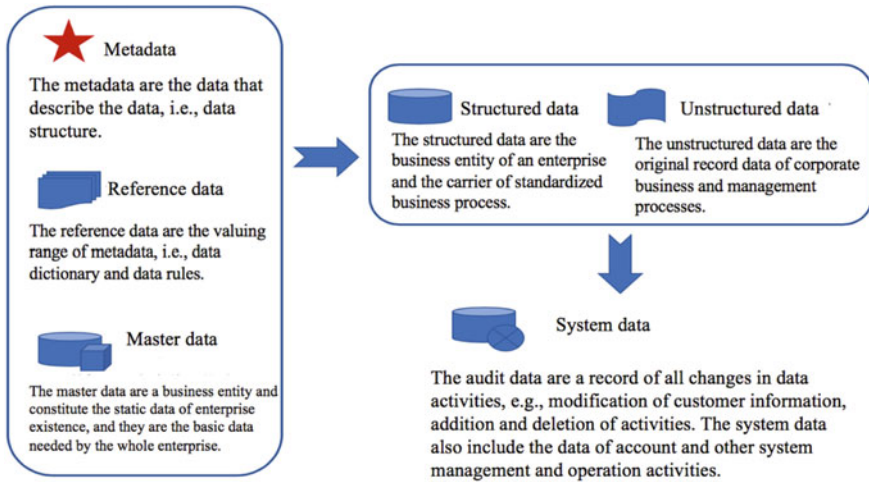 Metadata
The metadata are the data that
describe the data, i.e., data
structure.
Reference data
The reference data are the valuing
range of metadata, i.e., data
dictionary and data rules.
Master data
The master data are a business entity and
constitute the static data of enterprise
existence, and they are the basic data
needed by the whole enterprise.
Structured data
The structured data are the
business entity of an enterprise
and the carrier of standardized
business process.
Unstructured data
The unstructured data are the
original record data of corporate
business and management
processes.
System data
The audit data are a record of all changes in data
activities, e.g., modification of customer information,
addition and deletion of activities. The system data
also include the data of account and other system
management and operation activities.